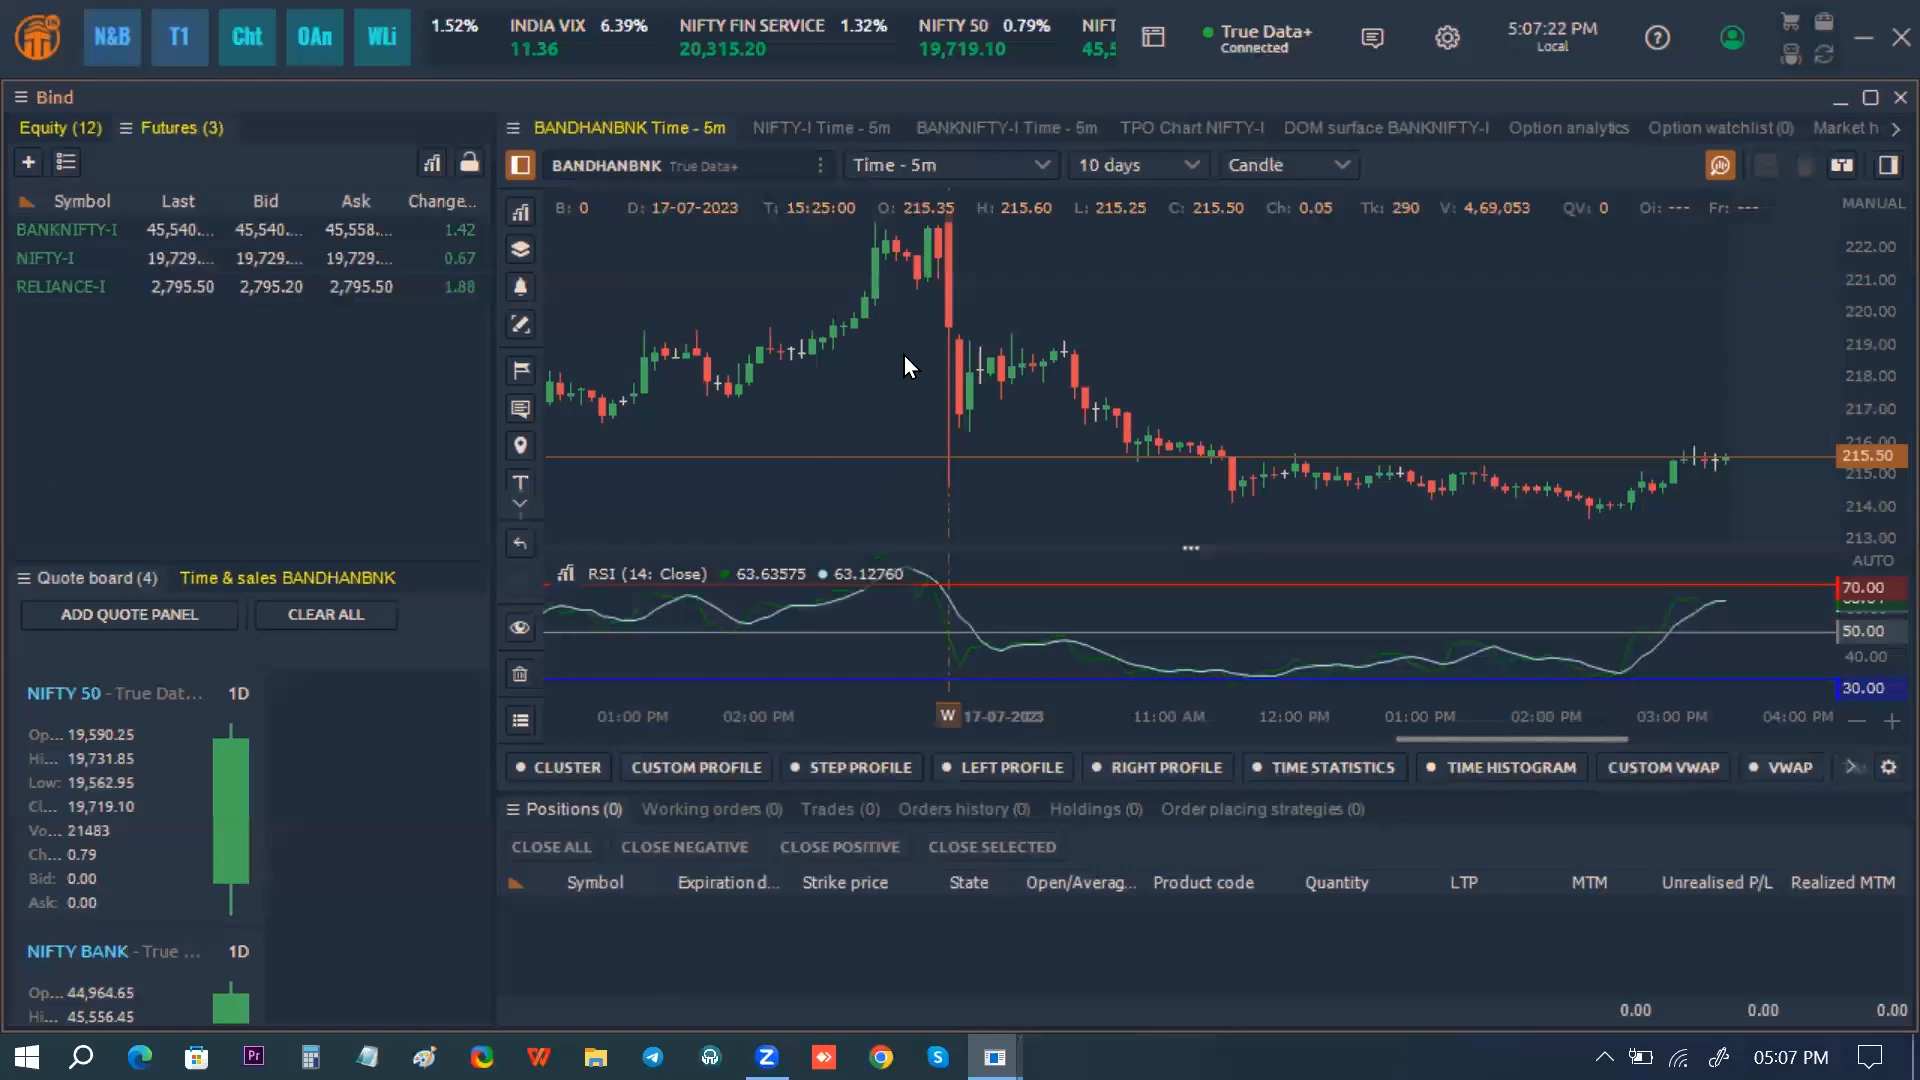 N&B T1 Cht OAn WLi
1.52% INDIA VIX 6.39% NIFTY FIN SERVICE 1.32% NIFTY 50 0.79% NIFT
11.36 20,315.20 19,719.10 45,5
True Data+
Connected
5:07:22 PM
Local
Bind
Equity (12) Futures (3)
Symbol Last Bid Ask Change...
BANKNIFTY-I 45,540.... 45,540.... 45,558.... 1.42
NIFTY-I 19,729.... 19,729.... 19,729.... 0.67
RELIANCE-I 2,795.50 2,795.20 2,795.50 1.88
BANDHANBNK Time - 5m NIFTY-I Time - 5m BANKNIFTY-I Time - 5m TPO Chart NIFTY-I DOM surface BANKNIFTY-I Option analytics Option watchlist (0) Market h
BANDHANBNK True Data+ Time - 5m 10 days Candle
B: 0 D: 17-07-2023 T: 15:25:00 O: 215.35 H: 215.60 L: 215.25 C: 215.50 Ch: 0.05 Tk: 290 V: 4,69,053 QV: 0 Oi: --- Fr: ---
MANUAL
222.00
221.00
220.00
219.00
218.00
217.00
216.00
215.50
215.00
214.00
213.00
AUTO
RSI (14: Close) 63.63575 63.12760
70.00
50.00
40.00
30.00
01:00 PM 02:00 PM W 17-07-2023 11:00 AM 12:00 PM 01:00 PM 02:00 PM 03:00 PM 04:00 PM
CLUSTER CUSTOM PROFILE STEP PROFILE LEFT PROFILE RIGHT PROFILE TIME STATISTICS TIME HISTOGRAM CUSTOM VWAP VWAP
Quote board (4) Time & sales BANDHANBNK
ADD QUOTE PANEL CLEAR ALL
NIFTY 50 - True Dat... 1D
Op... 19,590.25
Hi... 19,731.85
Low: 19,562.95
Cl... 19,719.10
Vo... 21483
Ch... 0.79
Bid: 0.00
Ask: 0.00
NIFTY BANK - True ... 1D
Op... 44,964.65
Hi... 45,556.45
Positions (0) Working orders (0) Trades (0) Orders history (0) Holdings (0) Order placing strategies (0)
CLOSE ALL CLOSE NEGATIVE CLOSE POSITIVE CLOSE SELECTED
Symbol Expiration d... Strike price State Open/Averag... Product code Quantity LTP MTM Unrealised P/L Realized MTM
0.00 0.00 0.00
05:07 PM